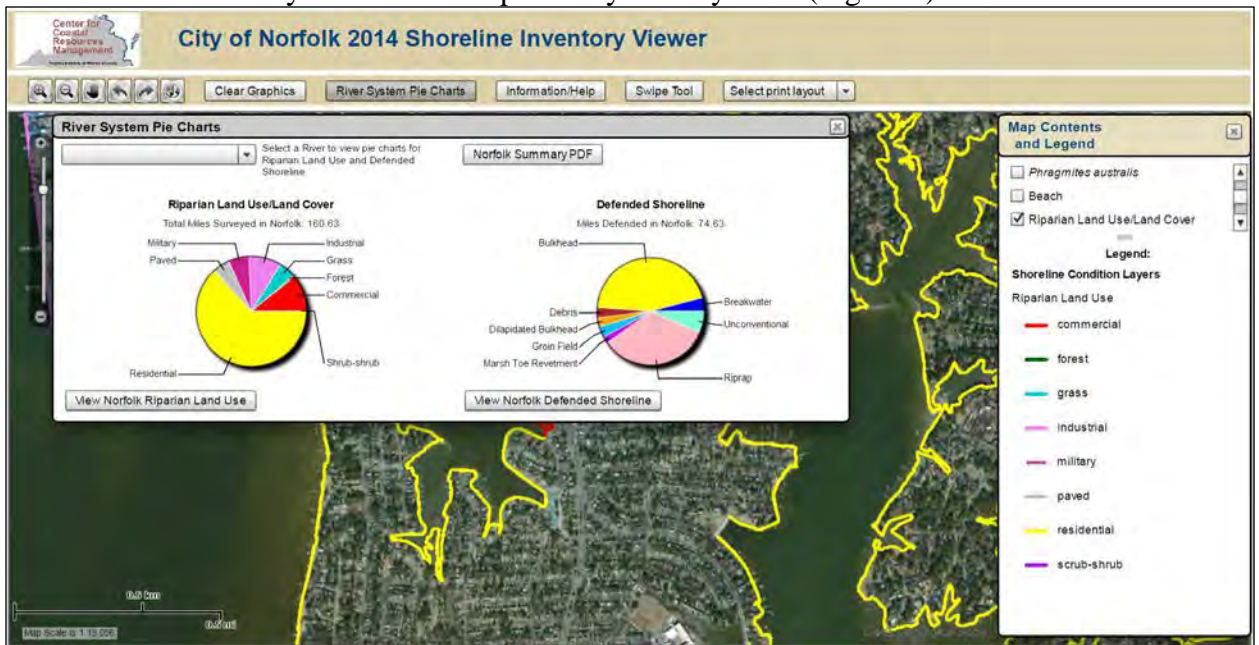 Center for
Coastal
Resources
Management
City of Norfolk 2014 Shoreline Inventory Viewer
Clear Graphics
River System Pie Charts
Information/Help
Swipe Tool
Select print layout
River System Pie Charts
Select a River to view pie charts for
Riparian Land Use and Defended
Shoreline
Norfolk Summary PDF
Riparian Land Use/Land Cover
Total Miles Surveyed in Norfolk: 160.63
Military
Industrial
Paved
Grass
Forest
Commercial
Residential
Shrub-shrub
View Norfolk Riparian Land Use
Defended Shoreline
Miles Defended in Norfolk: 74.63
Bulkhead
Breakwater
Debris
Unconventional
Dilapidated Bulkhead
Groin Field
Marsh Toe Revetment
Riprap
View Norfolk Defended Shoreline
Map Contents
and Legend
Phragmites australis
Beach
Riparian Land Use/Land Cover
Legend:
Shoreline Condition Layers
Riparian Land Use
commercial
forest
grass
industrial
military
paved
residential
scrub-shrub
0.5 km
0.5 mi
Map Scale is